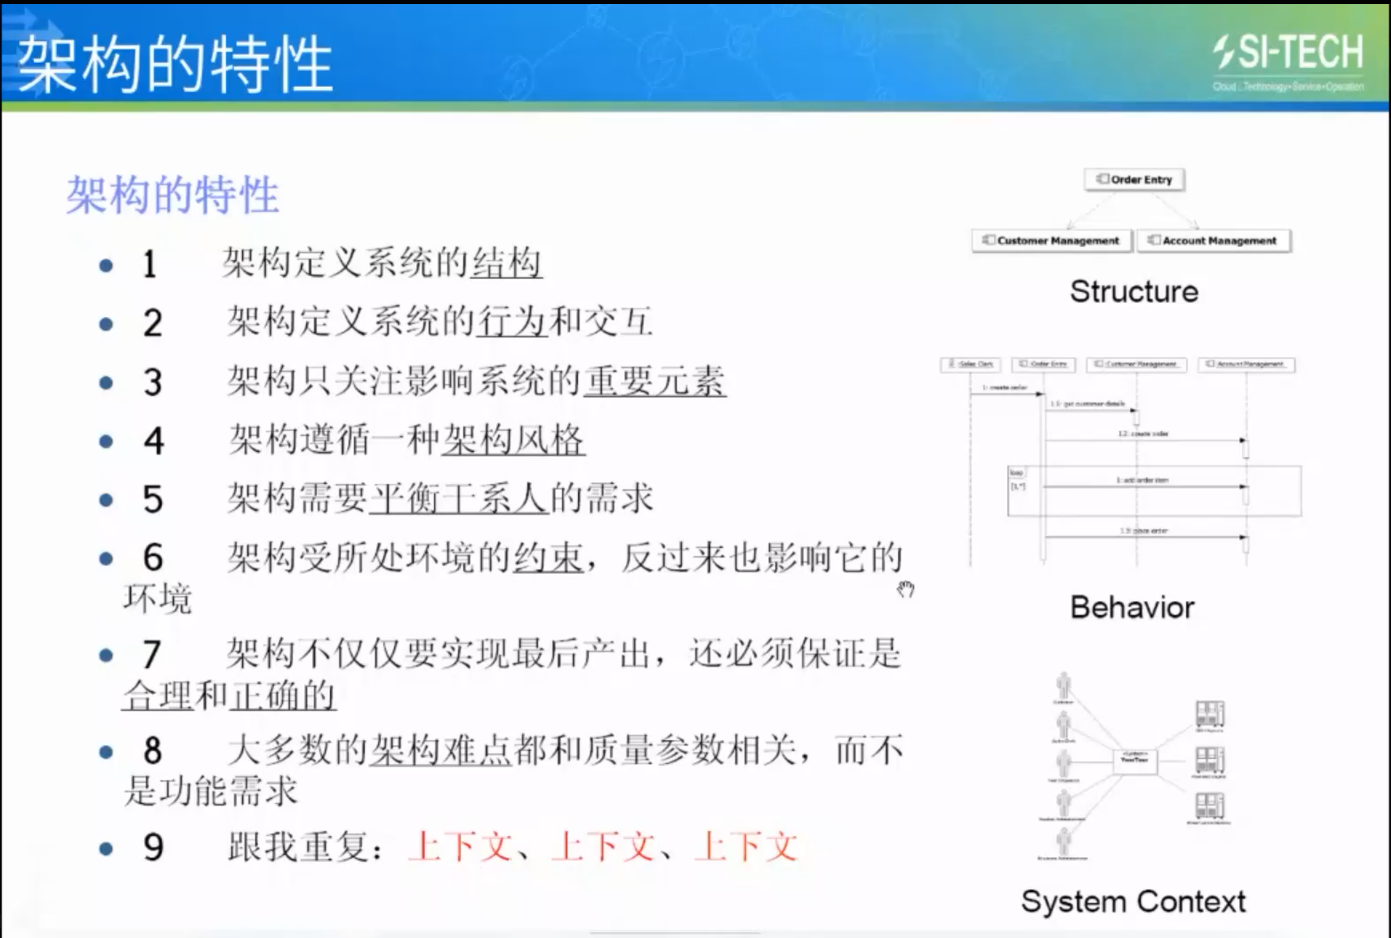 架构的特性
SI-TECH
Cloud · Technology•Service•Operation
架构的特性
• 1 架构定义系统的结构
• 2 架构定义系统的行为和交互
• 3 架构只关注影响系统的重要元素
• 4 架构遵循一种架构风格
• 5 架构需要平衡干系人的需求
• 6 架构受所处环境的约束，反过来也影响它的
环境
• 7 架构不仅仅要实现最后产出，还必须保证是
合理和正确的
• 8 大多数的架构难点都和质量参数相关，而不
是功能需求
• 9 跟我重复：上下文、上下文、上下文
Order Entry
Customer Management
Account Management
Structure
:Sales Clerk
:Order Entry
:Customer Management
:Account Management
1: create order
1.1: get customer details
1.2: create order
loop
[1..*]
1: add order item
1.3: place order
Behavior
YourTour
System Context